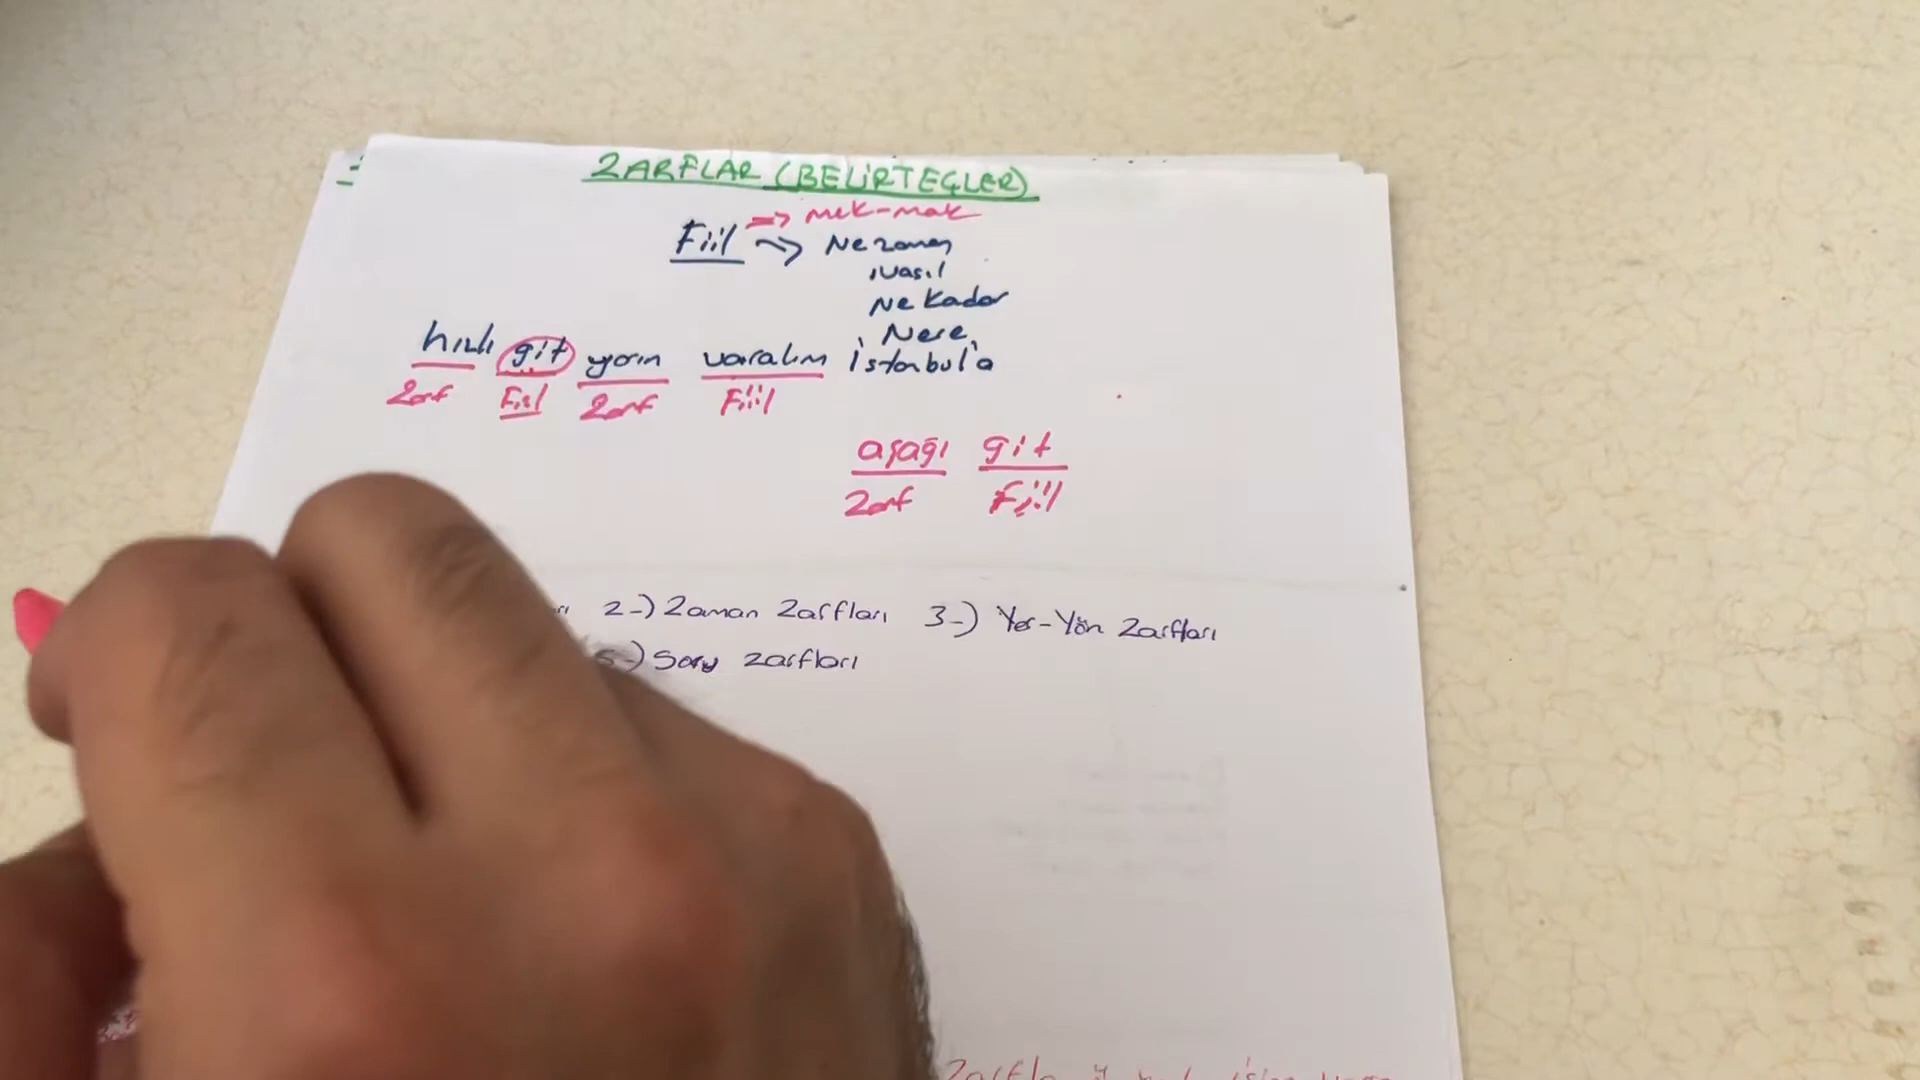 ZARFLAR (BELİRTEÇLER)
Fiil => mek-mak
Ne zaman
Nasıl
Ne kadar
Nere
hızlı git yarın varalım İstanbul'a
Zarf Fiil Zarf Fiil
aşağı git
Zarf Fiil
2-) Zaman Zarfları 3-) Yer-Yön Zarfları
5-) Soru zarfları